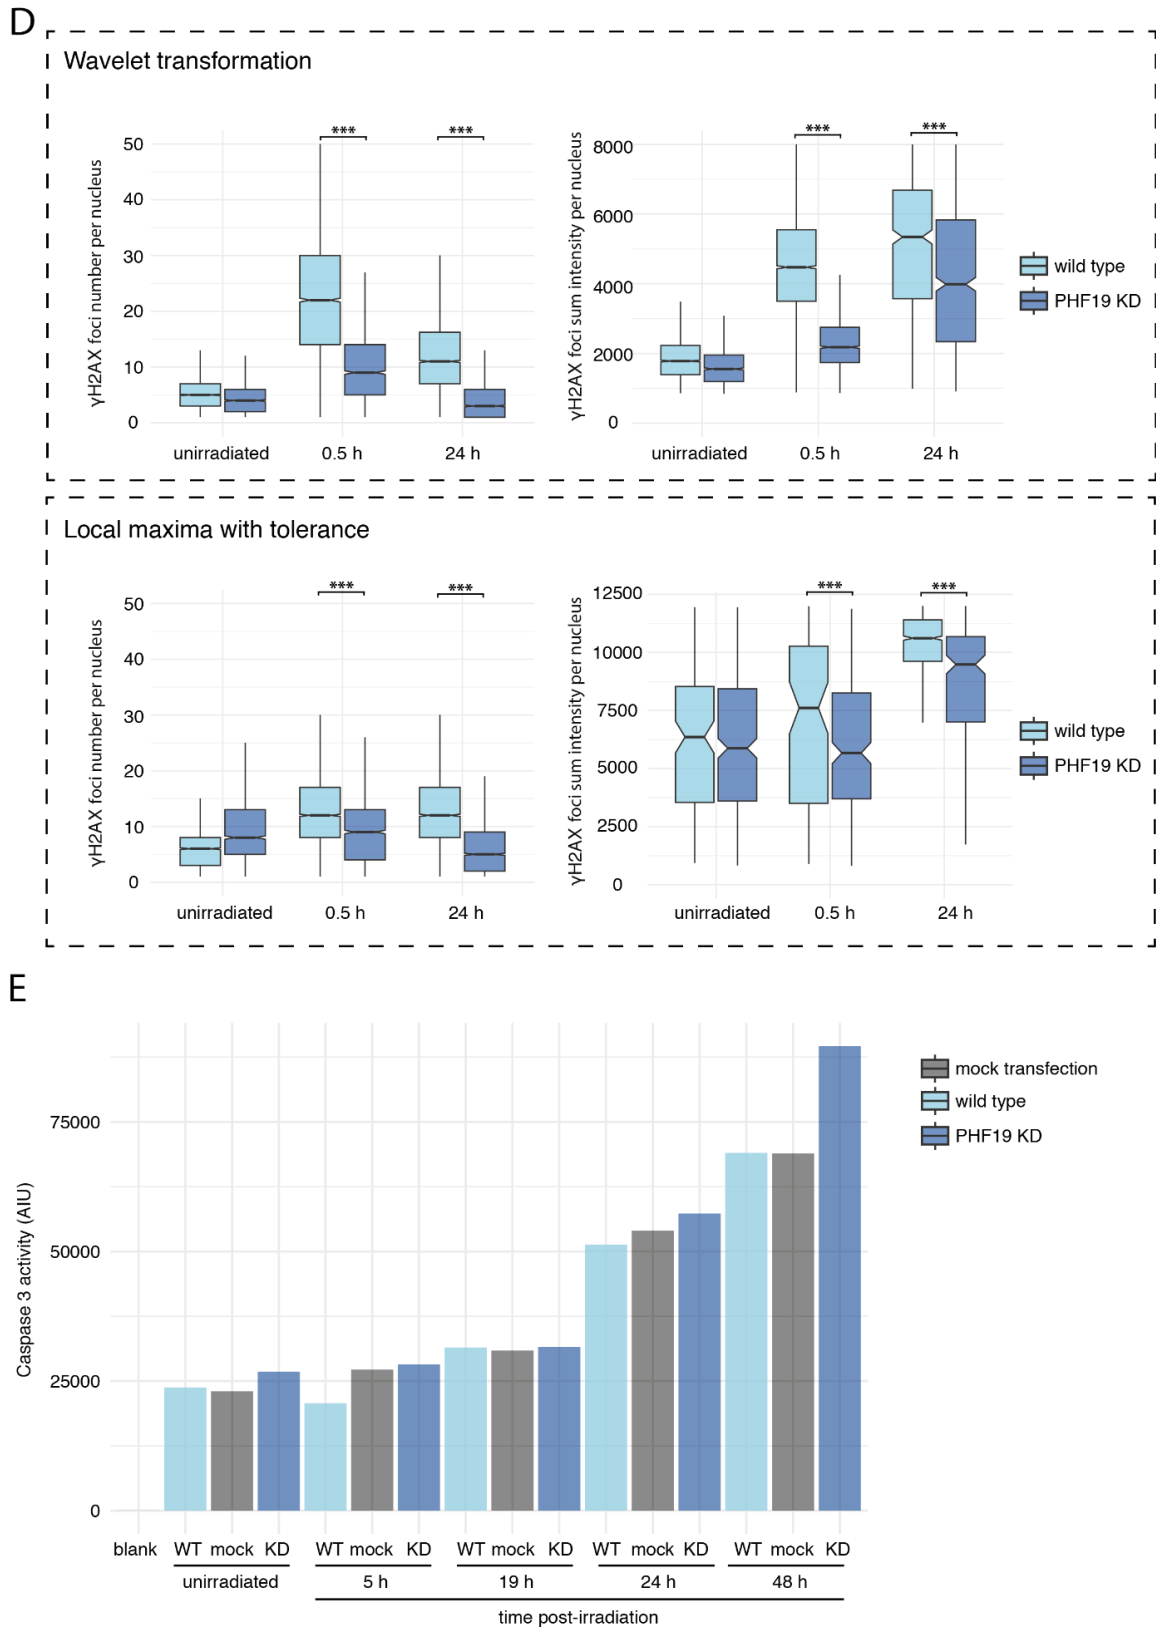 D
Wavelet transformation
γH2AX foci number per nucleus
50
40
30
20
10
0
***
***
unirradiated
0.5 h
24 h
γH2AX foci sum intensity per nucleus
8000
6000
4000
2000
0
***
***
unirradiated
0.5 h
24 h
wild type
PHF19 KD
Local maxima with tolerance
γH2AX foci number per nucleus
50
40
30
20
10
0
***
***
unirradiated
0.5 h
24 h
γH2AX foci sum intensity per nucleus
12500
10000
7500
5000
2500
0
***
***
unirradiated
0.5 h
24 h
wild type
PHF19 KD
E
Caspase 3 activity (AIU)
75000
50000
25000
0
mock transfection
wild type
PHF19 KD
blank WT mock KD WT mock KD WT mock KD WT mock KD WT mock KD
unirradiated 5 h 19 h 24 h 48 h
time post-irradiation